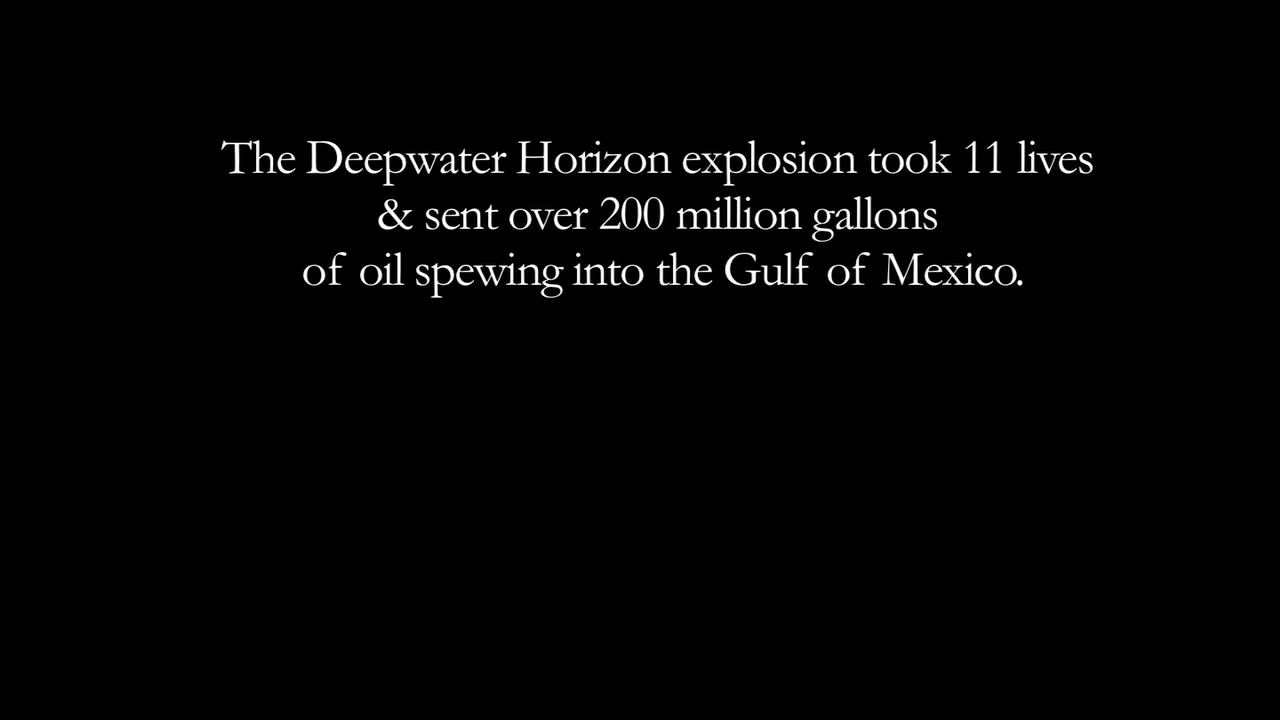 The Deepwater Horizon explosion took 11 lives
& sent over 200 million gallons
of oil spewing into the Gulf of Mexico.